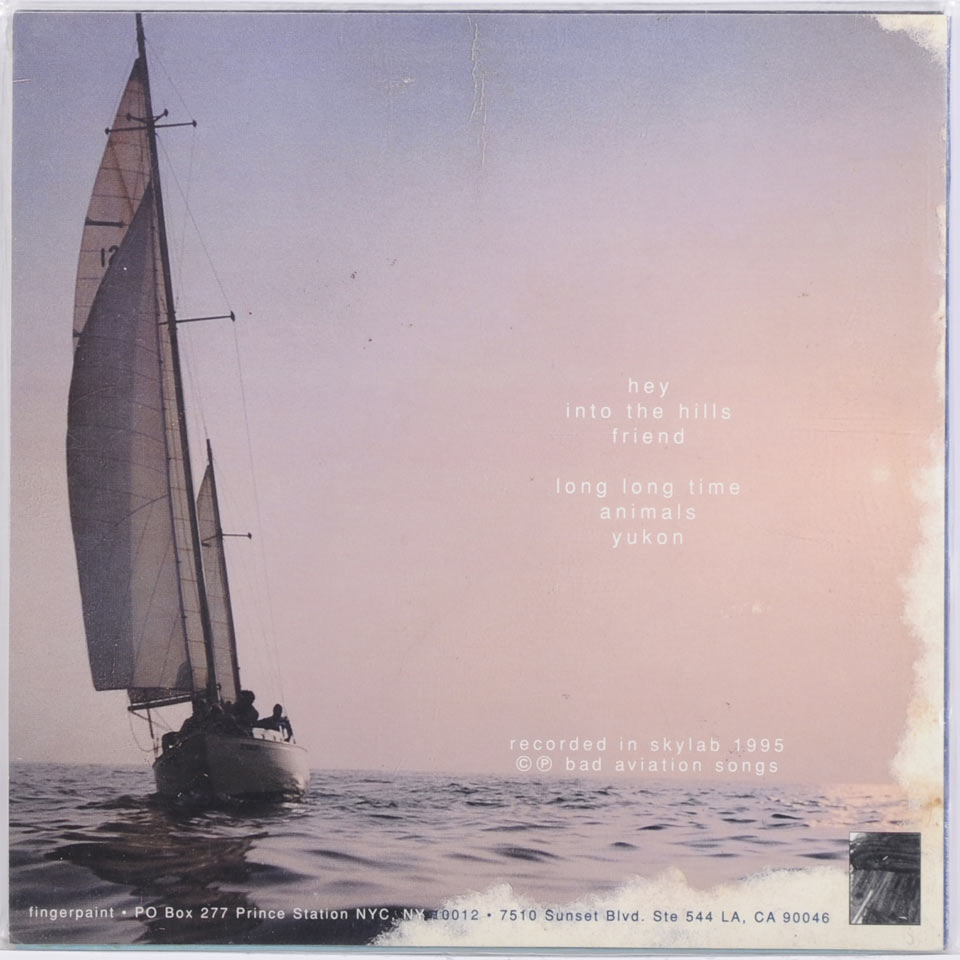 12
hey
into the hills
friend
long long time
animals
yukon
recorded in skylab 1995
©℗ bad aviation songs
fingerpaint • PO Box 277 Prince Station NYC, NY 10012 • 7510 Sunset Blvd. Ste 544 LA, CA 90046